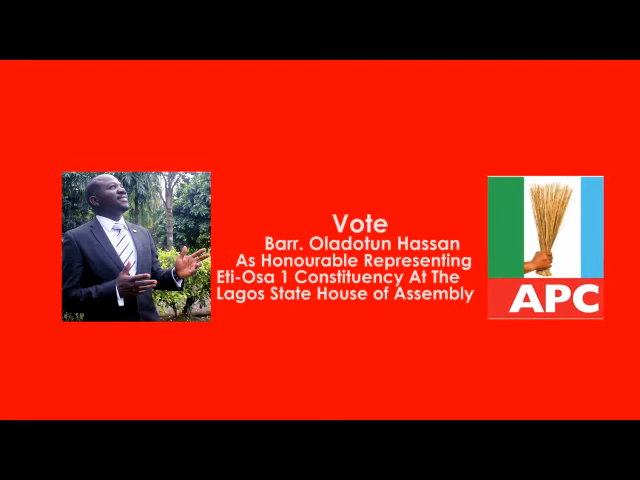 Vote
Barr. Oladotun Hassan
As Honourable Representing
Eti-Osa 1 Constituency At The
Lagos State House of Assembly
APC